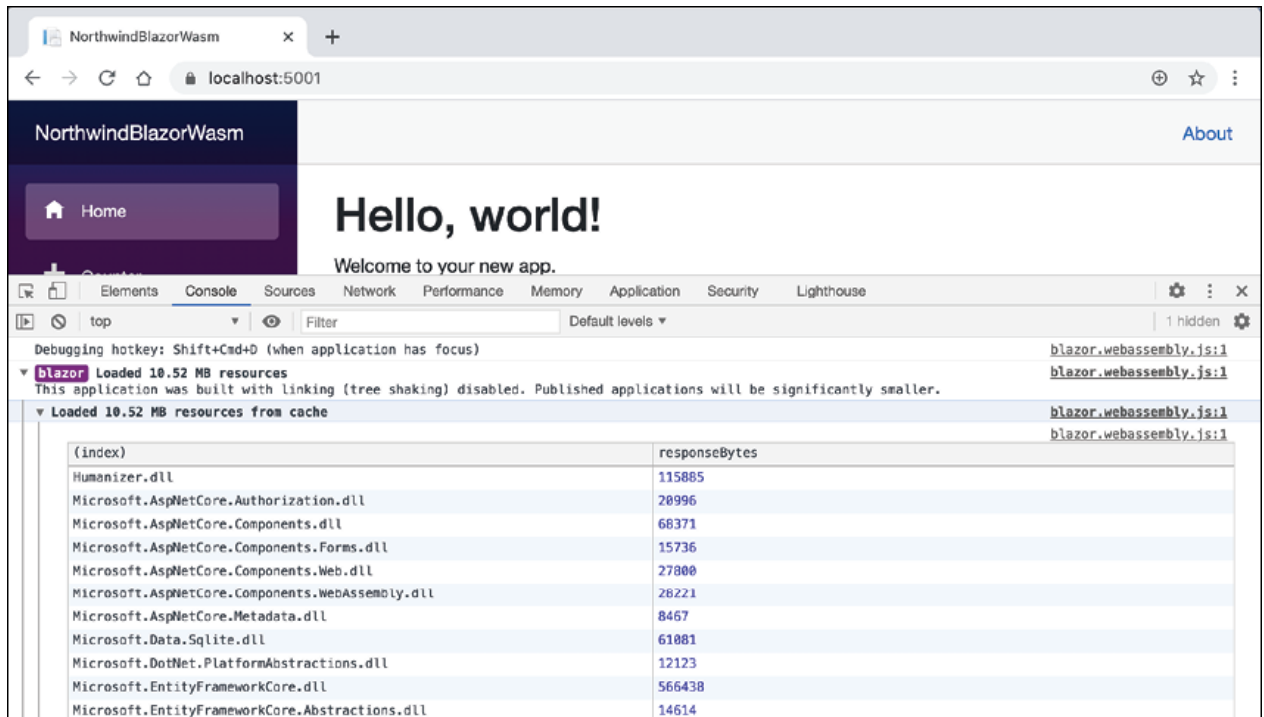 NorthwindBlazorWasm
localhost:5001
NorthwindBlazorWasm
About
Home
Hello, world!
Counter
Welcome to your new app.
Elements Console Sources Network Performance Memory Application Security Lighthouse
top Filter Default levels 1 hidden
Debugging hotkey: Shift+Cmd+D (when application has focus) blazor.webassembly.js:1
blazor Loaded 10.52 MB resources blazor.webassembly.js:1
This application was built with linking (tree shaking) disabled. Published applications will be significantly smaller.
Loaded 10.52 MB resources from cache blazor.webassembly.js:1
blazor.webassembly.js:1
(index) responseBytes
Humanizer.dll 115885
Microsoft.AspNetCore.Authorization.dll 20996
Microsoft.AspNetCore.Components.dll 68371
Microsoft.AspNetCore.Components.Forms.dll 15736
Microsoft.AspNetCore.Components.Web.dll 27800
Microsoft.AspNetCore.Components.WebAssembly.dll 28221
Microsoft.AspNetCore.Metadata.dll 8467
Microsoft.Data.Sqlite.dll 61081
Microsoft.DotNet.PlatformAbstractions.dll 12123
Microsoft.EntityFrameworkCore.dll 566438
Microsoft.EntityFrameworkCore.Abstractions.dll 14614